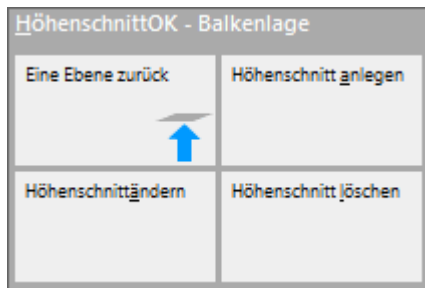 HöhenschnittOK - Balkenlage
Eine Ebene zurück
Höhenschnitt anlegen
Höhenschnittändern
Höhenschnitt löschen